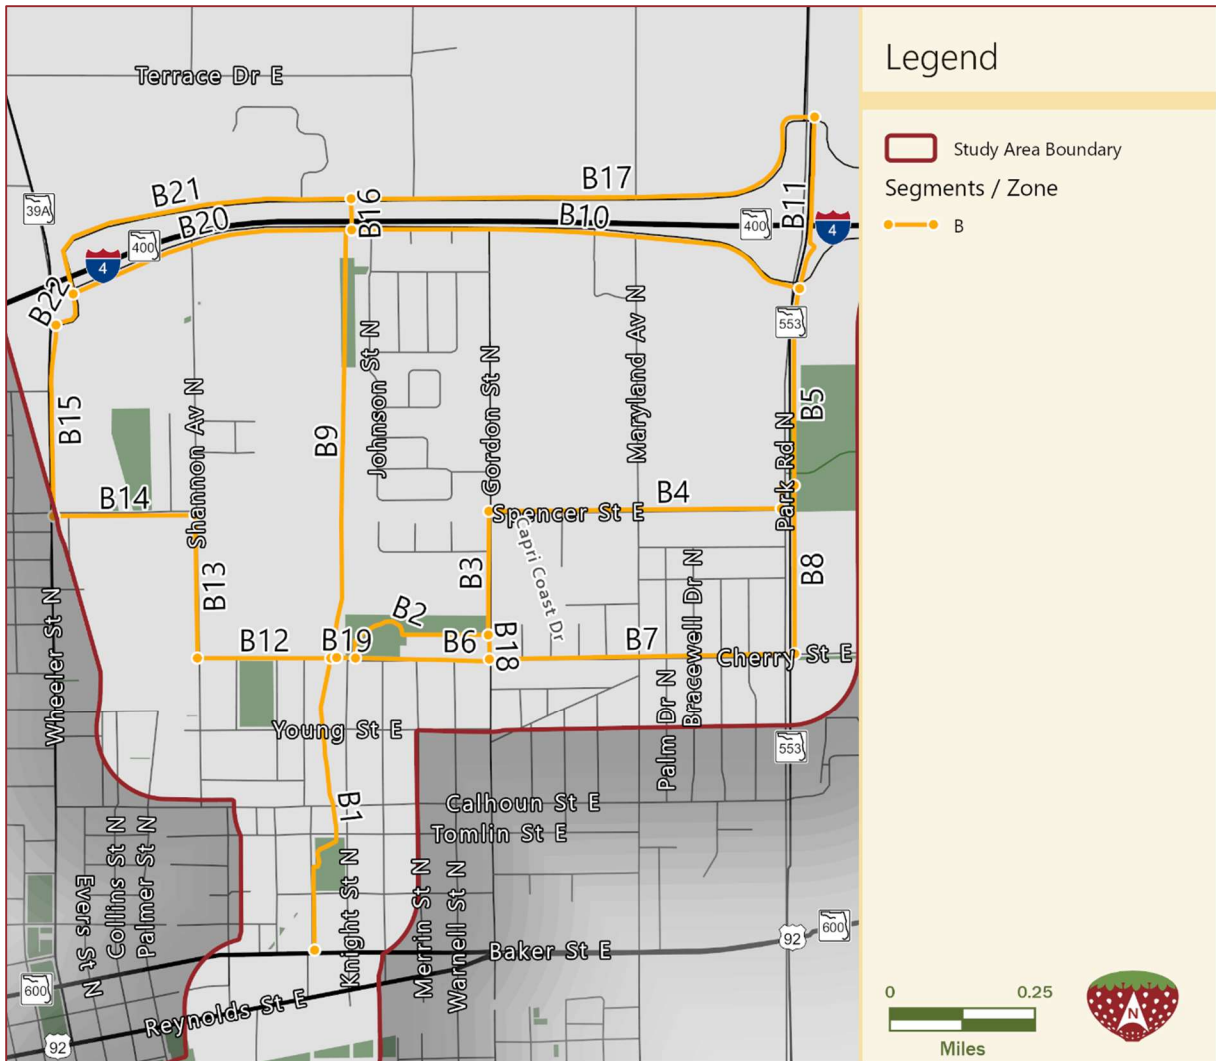 Terrace Dr E
Legend
Study Area Boundary
Segments / Zone
B
39A
B21
B20
B16
B17
B10
B11
400
4
400
4
B22
553
B15
B9
Johnson St N
Gordon St N
Maryland Av N
B5
Park Rd N
Shannon Av N
B14
B4
Spencer St E
Capri Coast Dr
B13
B3
B8
Bracewell Dr N
B2
B12
B19
B6
B18
B7
Cherry St E
Wheeler St N
Young St E
Palm Dr N
553
B1
Calhoun St E
Tomlin St E
Collins St N
Palmer St N
Evers St N
Knight St N
Merrin St N
Warnell St N
Baker St E
92
600
600
Reynolds St E
92
0 0.25
Miles
N